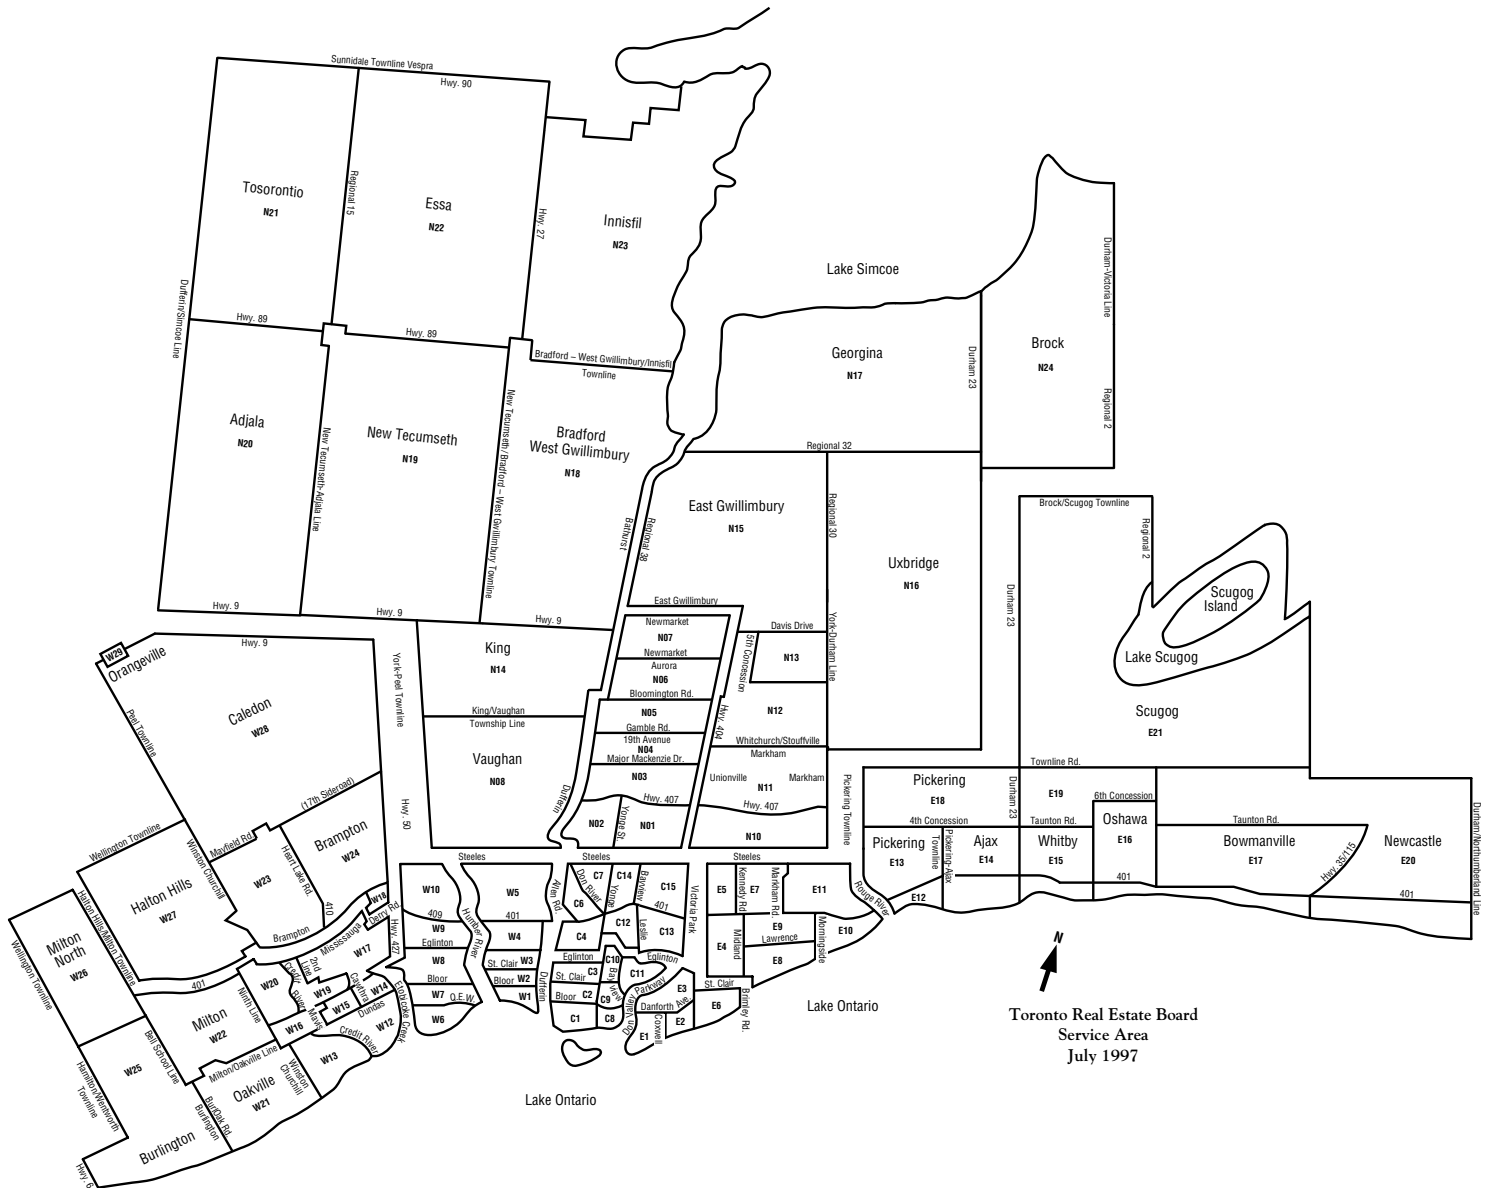 Sunnidale Townline Vespra
Hwy. 90
Tosorontio
N21
Regional 15
Essa
N22
Hwy. 27
Innisfil
N23
Dufferin/Simcoe Line
Hwy. 89
Hwy. 89
Bradford – West Gwillimbury/Innisfil
Townline
Lake Simcoe
Georgina
N17
Durham 23
Brock
N24
Durham-Victoria Line
Regional 2
Adjala
N20
New Tecumseth-Adjala Line
New Tecumseth
N19
New Tecumseth/ Bradford – West Gwillimbury Townline
Bradford
West Gwillimbury
N18
Regional 32
Bathurst
Regional 38
East Gwillimbury
N15
Regional 30
Uxbridge
N16
Durham 23
Brock/Scugog Townline
Regional 2
Scugog
Island
Lake Scugog
Scugog
E21
Hwy. 9
Hwy. 9
Hwy. 9
East Gwillimbury
Newmarket
N07
Newmarket
Aurora
N06
Bloomington Rd.
N05
Gamble Rd.
19th Avenue
N04
Major Mackenzie Dr.
N03
Hwy. 407
N02
Yonge St.
N01
Davis Drive
5th Concession
N13
York-Durham Line
N12
Hwy. 404
Whitchurch/Stouffville
Markham
Unionville
Markham
N11
Hwy. 407
N10
Pickering Townline
King
N14
King/Vaughan
Township Line
Vaughan
N08
Dufferin
York-Peel Townline
Hwy. 50
W29
Orangeville
Hwy. 9
Peel Townline
Caledon
W28
(17th Sideroad)
Mayfield Rd.
Wellington Townline
Winston Churchill
Heart Lake Rd.
Brampton
W24
W23
410
Halton Hills
W27
Halton Hills/Milton Townline
Milton
North
W26
Wellington Townline
401
Brampton
Mississauga
W18
Derry Rd.
W17
2nd
Line
Credit
River
W20
Ninth Line
W19
Mavis
W15
Cawthra
W14
Dundas
W16
Credit River
W12
Etobicoke Creek
Hwy. 427
W13
Winston
Churchill
Milton
W22
Milton/Oakville Line
Bell School Line
W25
Hamilton/Wentworth
Townline
Oakville
W21
Burl/Oak Rd.
Burlington
Burlington
Hwy. 6
Steeles
Steeles
Steeles
W10
409
W9
Eglinton
W8
Bloor
W7
Q.E.W.
W6
Humber River
W5
401
W4
St. Clair
W3
Bloor
W2
W1
Allen Rd.
Dufferin
Don River
C7
C6
C14
Yonge
Bayview
C15
401
C12
Leslie
C13
Victoria Park
C4
Eglinton
C10
Eglinton
St. Clair
C3
Bayview
C11
Bloor
C2
C9
C1
C8
Don Valley Parkway
Danforth Ave.
E3
Coxwell
E1
E2
St. Clair
E6
Brimley Rd.
E5
Kennedy Rd
E7
Markham Rd.
E11
Rouge River
E4
Midland
E9
Lawrence
E8
Morningside
E10
Townline Rd.
Pickering
E18
Durham 23
E19
6th Concession
4th Concession
Taunton Rd.
Taunton Rd.
Pickering
E13
Pickering-Ajax
Townline
Ajax
E14
Whitby
E15
Oshawa
E16
Bowmanville
E17
Hwy. 35/115
Newcastle
E20
Durham/Northumberland Line
401
401
E12
N
Lake Ontario
Lake Ontario
Toronto Real Estate Board
Service Area
July 1997